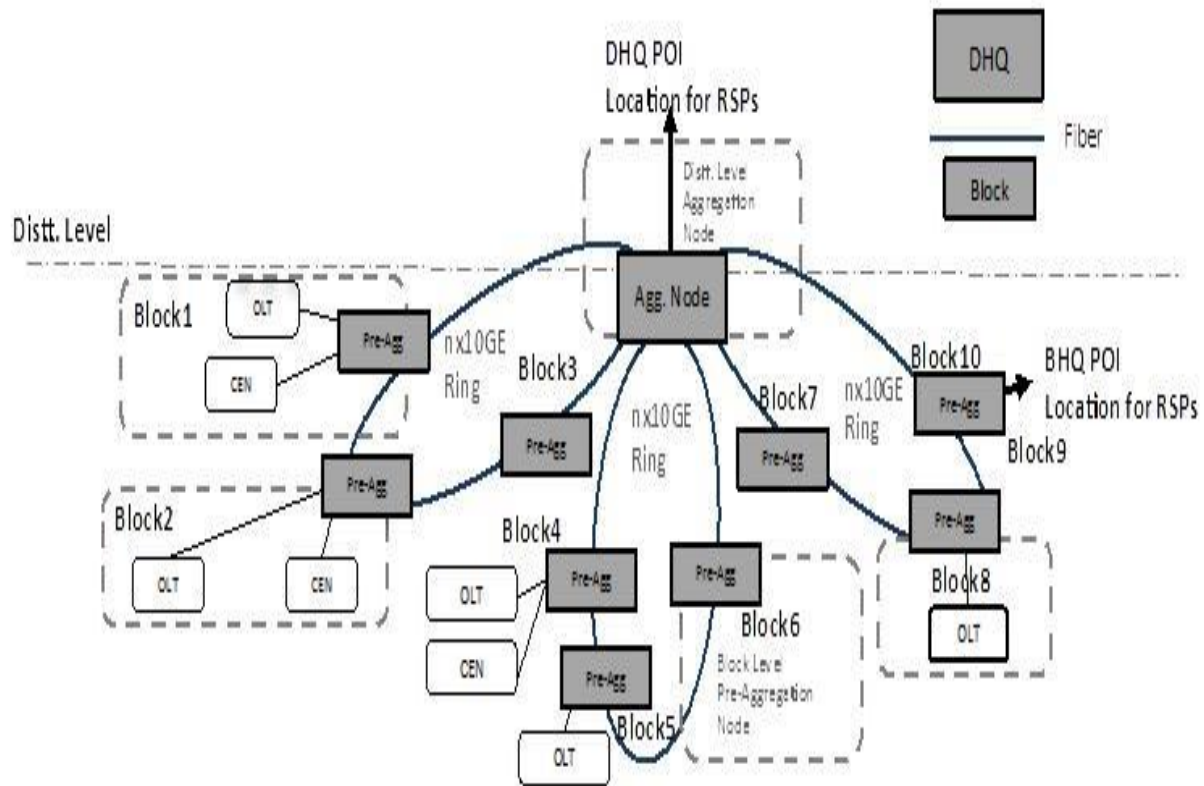 DHQ POI
Location for RSPs
DHQ
Fiber
Block
Distt. Level
Aggregation
Node
Distt. Level
Agg. Node
Block1
OLT
Pre-Agg
CEN
nx10GE
Ring
Block3
Pre-Agg
nx10GE
Ring
Block7
Pre-Agg
nx10GE
Ring
Block10
Pre-Agg
BHQ POI
Location for RSPs
Block9
Pre-Agg
Block2
Pre-Agg
OLT
CEN
Block4
Pre-Agg
OLT
CEN
Pre-Agg
Block5
OLT
Pre-Agg
Block6
Block Level
Pre-Aggregation
Node
Block8
OLT